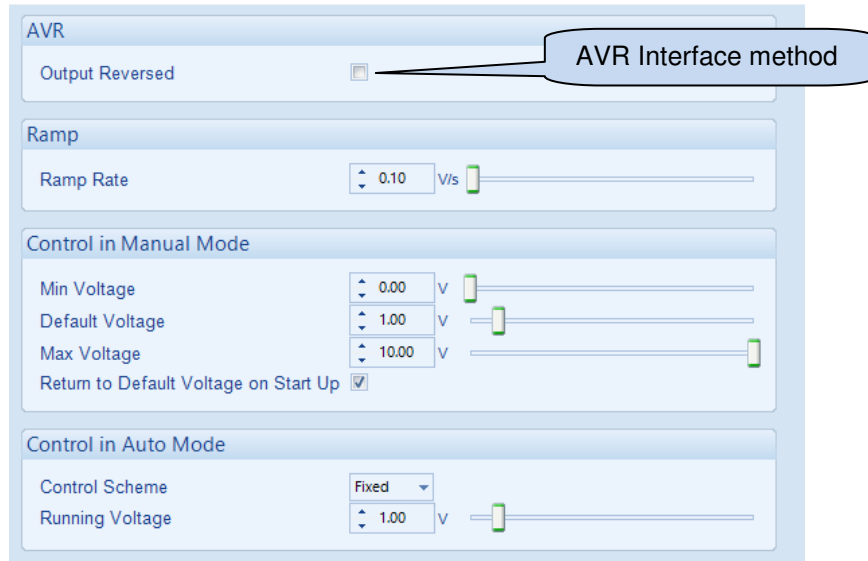 AVR
Output Reversed
AVR Interface method
Ramp
Ramp Rate 0.10 V/s
Control in Manual Mode
Min Voltage 0.00 V
Default Voltage 1.00 V
Max Voltage 10.00 V
Return to Default Voltage on Start Up
Control in Auto Mode
Control Scheme Fixed
Running Voltage 1.00 V